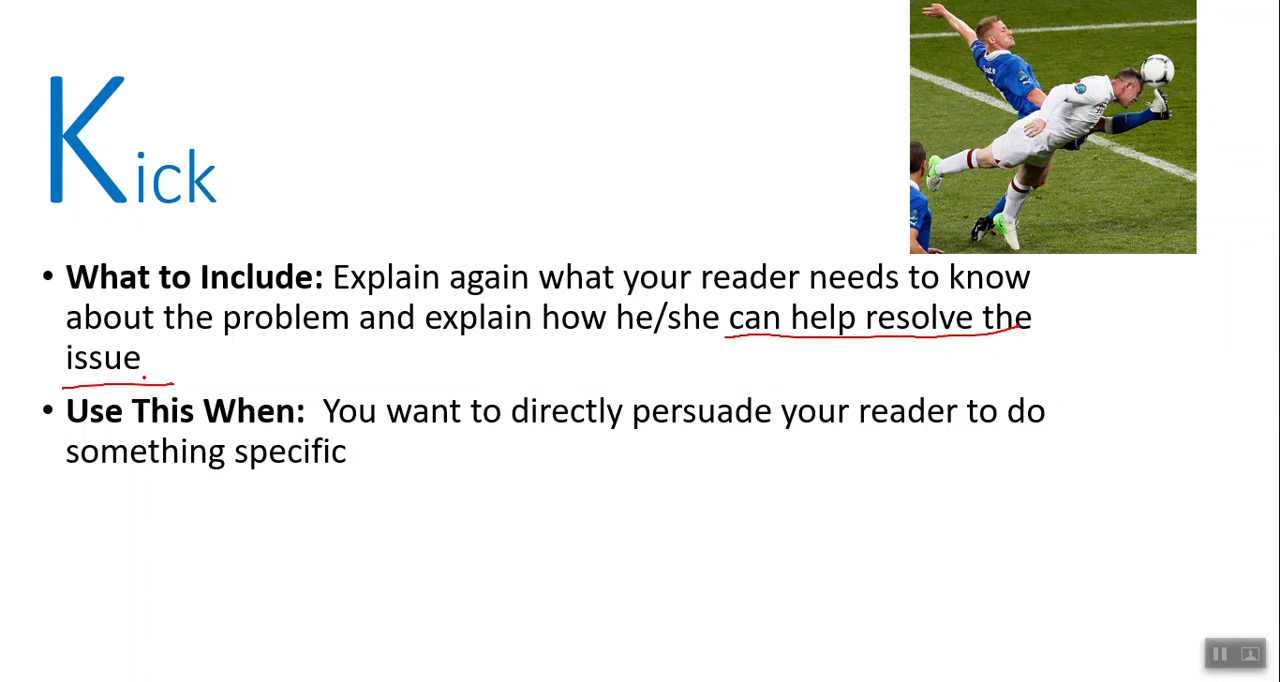 Kick
• What to Include: Explain again what your reader needs to know
about the problem and explain how he/she can help resolve the
issue.
• Use This When:  You want to directly persuade your reader to do
something specific